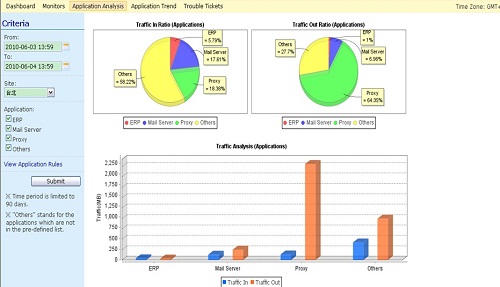 Dashboard Monitors Application Analysis Application Trend Trouble Tickets
Time Zone: GMT+
Criteria
From:
2010-06-03 13:59
To:
2010-06-04 13:59
Site:
台北
Application:
ERP
Mail Server
Proxy
Others
View Application Rules
Submit
Time period is limited to
90 days.
"Others" stands for the
applications which are not
in the pre-defined list.
Traffic In Ratio (Applications)
ERP
= 5.79%
Mail Server
= 17.61%
Proxy
= 18.38%
Others
= 58.22%
ERP Mail Server Proxy Others
Traffic Out Ratio (Applications)
ERP
= 1%
Mail Server
= 6.96%
Others
= 27.7%
Proxy
= 64.35%
ERP Mail Server Proxy Others
Traffic Analysis (Applications)
Traffic(MB)
2,250
2,000
1,750
1,500
1,250
1,000
750
500
250
0
ERP Mail Server Proxy Others
Traffic In Traffic Out